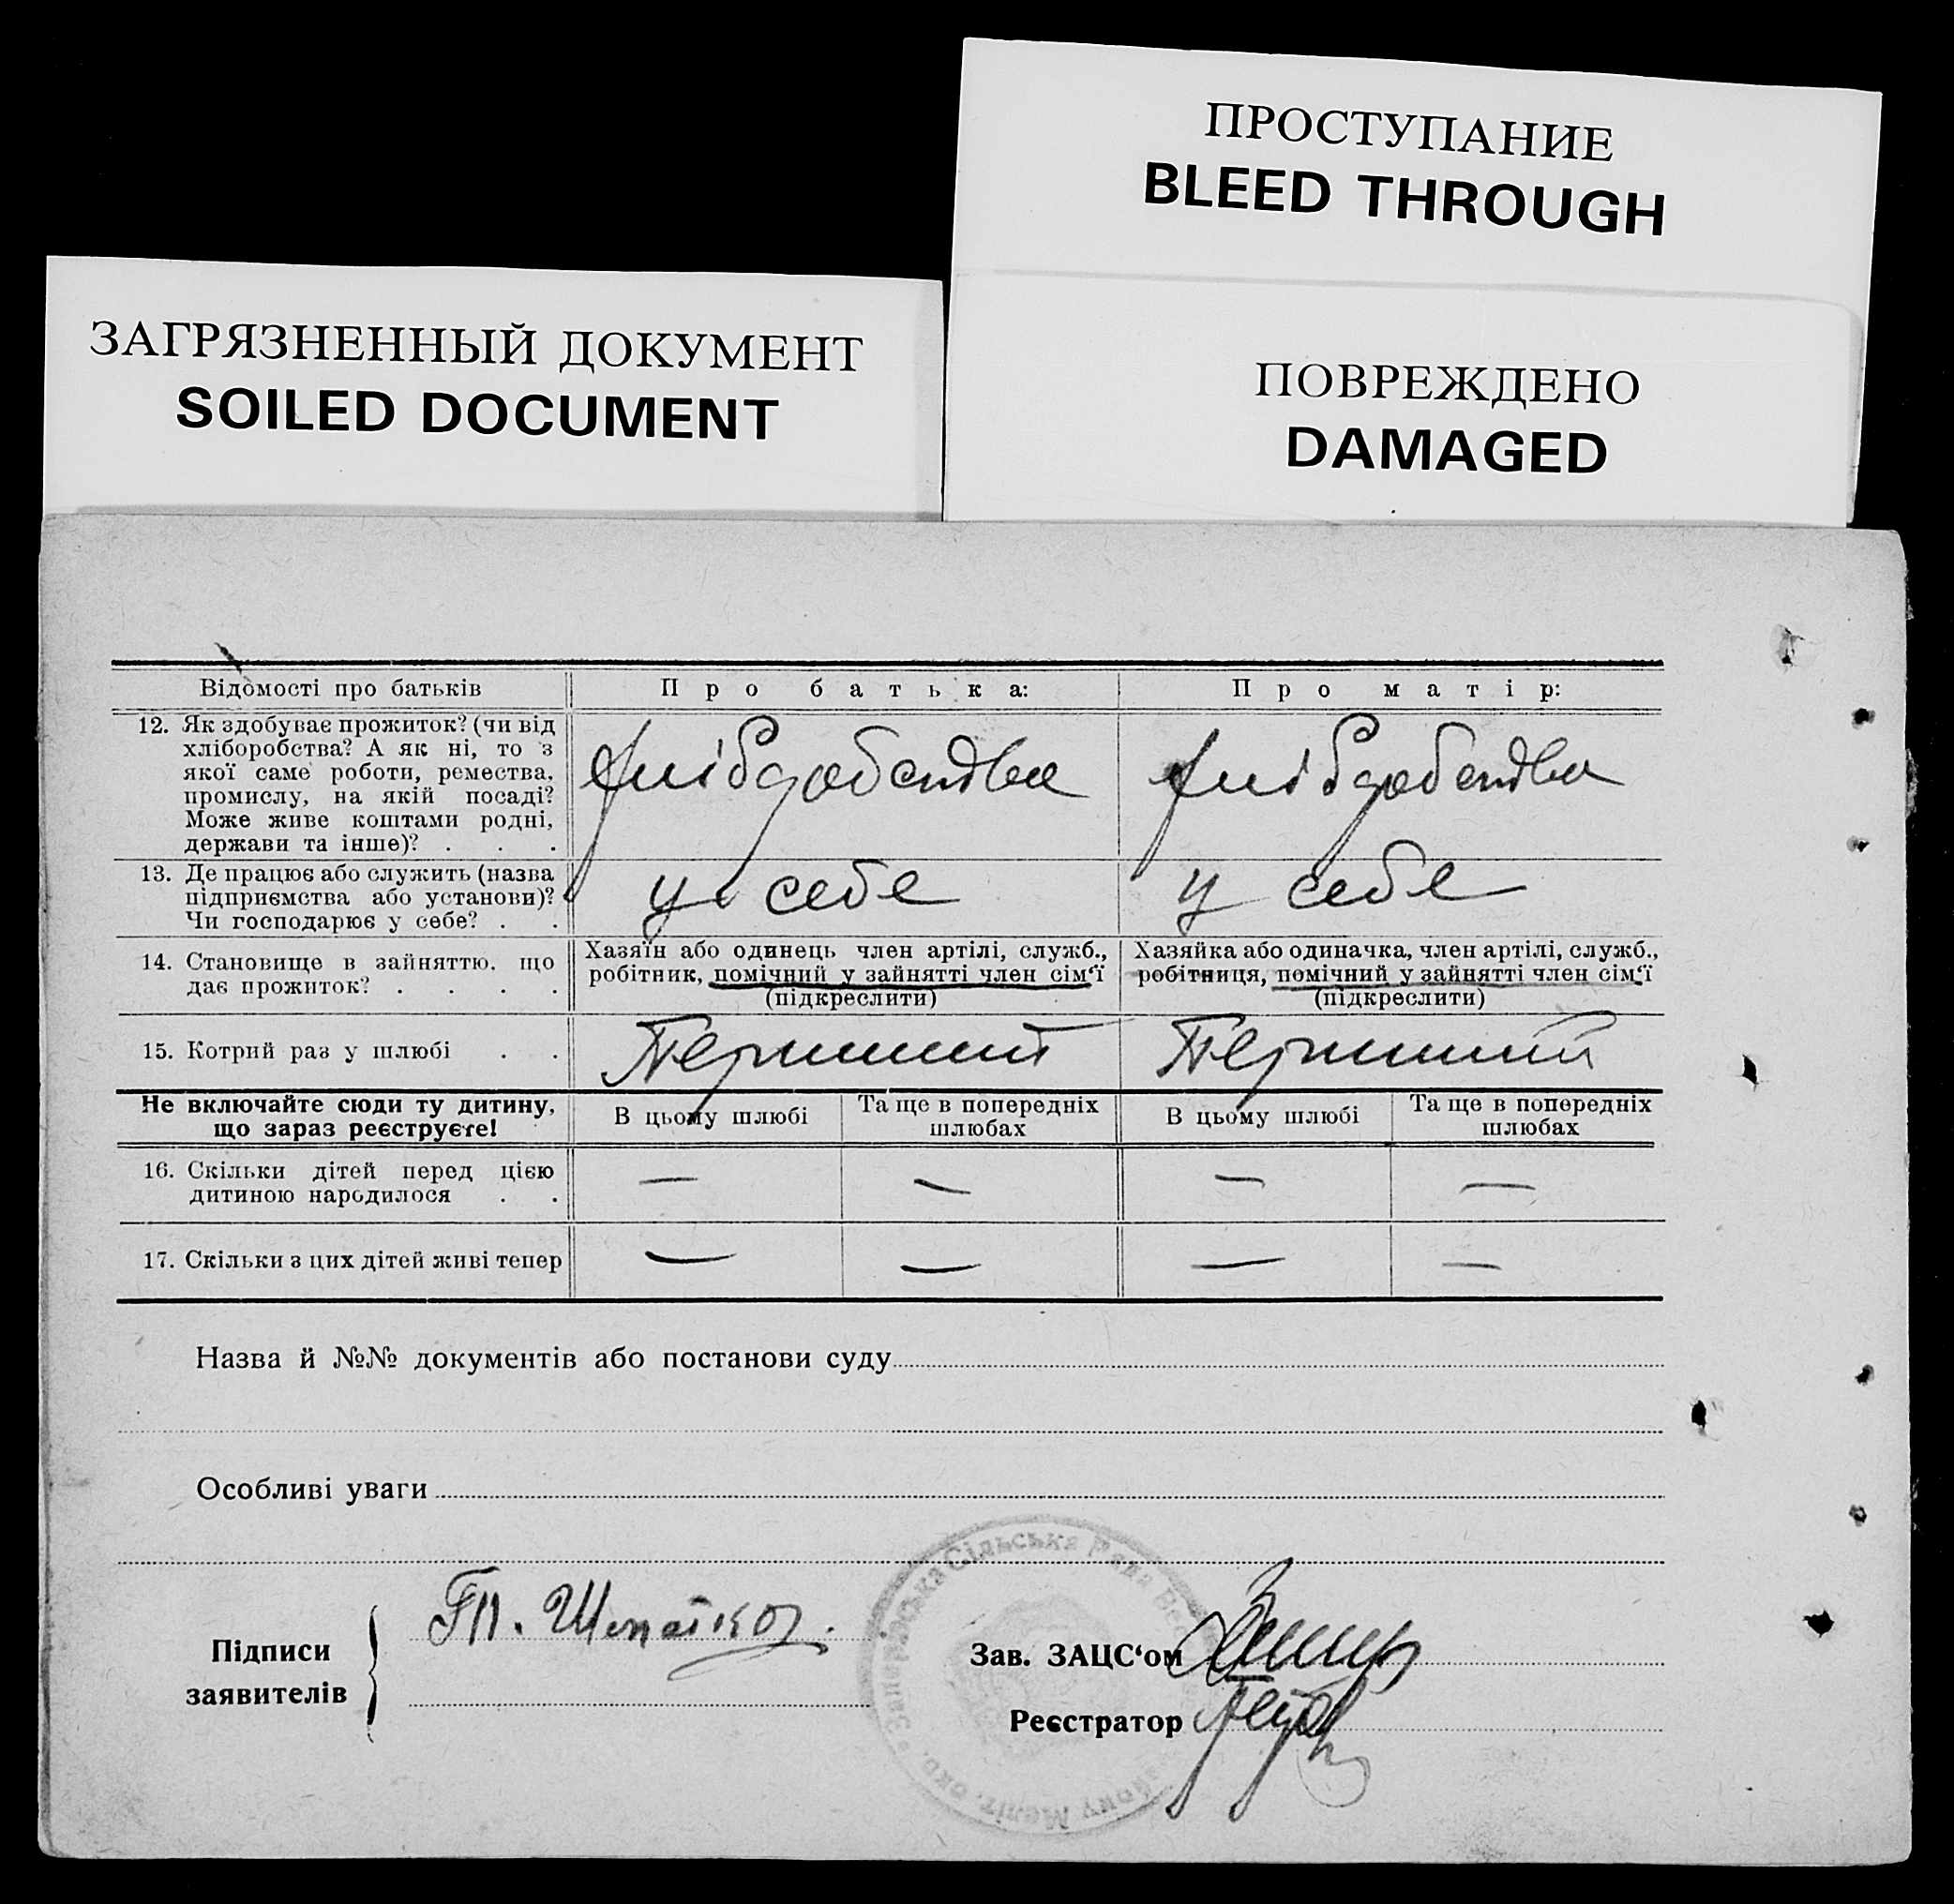 ПРОСТУПАНИЕ
BLEED THROUGH
ЗАГРЯЗНЕННЫЙ ДОКУМЕНТ
SOILED DOCUMENT
ПОВРЕЖДЕНО
DAMAGED
Відомості про батьків
Про батька:
Про матір:
12. Як здобуває прожиток? (чи від
хліборобства? А як ні, то з
якої саме роботи, ремества,
промислу, на якій посаді?
Може живе коштами родні,
держави та інше)? . . .
хліборобства
хліборобства
13. Де працює або служить (назва
підприємства або установи)?
Чи господарює у себе? . .
у себе
у себе
14. Становище в зайняттю, що
дає прожиток? . . . .
Хазяїн або одинець член артілі, служб.,
робітник, помічний у зайнятті член сім‘ї
(підкреслити)
Хазяйка або одиначка, член артілі, служб.,
робітниця, помічний у зайнятті член сім‘ї
(підкреслити)
15. Котрий раз у шлюбі . .
Першиий
Першиий
Не включайте сюди ту дитину,
що зараз реєструєте!
В цьому шлюбі
Та ще в попередніх
шлюбах
В цьому шлюбі
Та ще в попередніх
шлюбах
16. Скільки дітей перед цією
дитиною народилося . .
—
—
—
—
17. Скільки з цих дітей живі тепер
—
—
—
—
Назва й №№ документів або постанови суду
Особливі уваги
Сільська Рада
Підписи
заявителів
Зав. ЗАЦС‘ом
Реєстратор